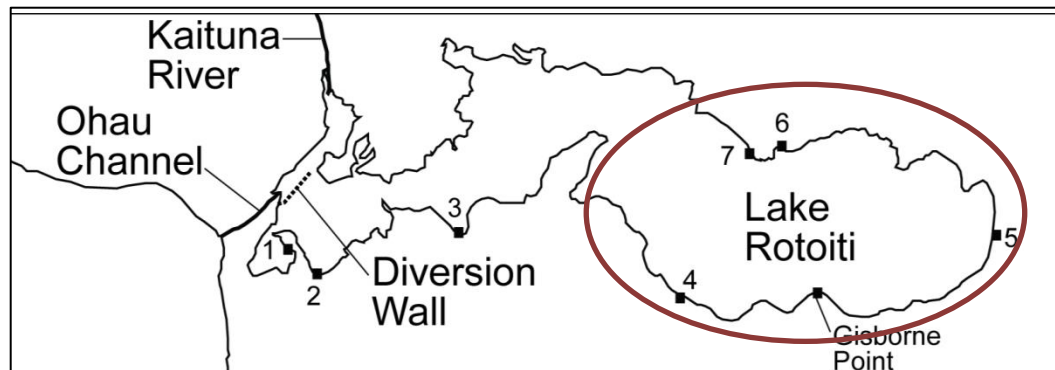 Kaituna
River
Ohau
Channel
1
2
3
Diversion
Wall
4
5
6
7
Lake
Rotoiti
Gisborne
Point